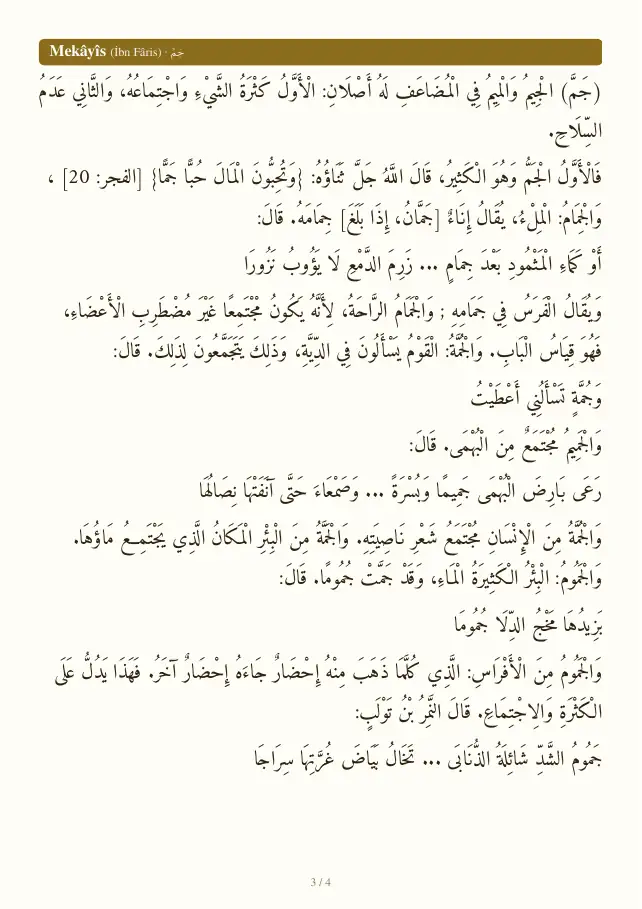 Mekâyîs (İbn Fâris) · جَمَّ
(جَمَّ) الْجِيمُ وَالْمِيمُ فِي الْمُضَاعَفِ لَهُ أَصْلَانِ: الْأَوَّلُ كَثْرَةُ الشَّيْءِ وَاجْتِمَاعُهُ، وَالثَّانِي عَدَمُ
السِّلَاحِ.
فَالْأَوَّلُ الْجَمُّ وَهُوَ الْكَثِيرُ، قَالَ اللَّهُ جَلَّ ثَنَاؤُهُ: {وَتُحِبُّونَ الْمَالَ حُبًّا جَمًّا} [الفجر: 20] ،
وَالْجِمَامُ: الْمِلْءُ، يُقَالُ إِنَاءٌ [جَمَّانُ، إِذَا بَلَغَ] جِمَامَهُ. قَالَ:
أَوْ كَمَاءِ الْمَثْمُودِ بَعْدَ جِمَامٍ ... زَرِمَ الدَّمْعِ لَا يَؤُوبُ نَزُورَا
وَيُقَالُ الْفَرَسُ فِي جَمَامِهِ ; وَالْجَمَامُ الرَّاحَةُ، لِأَنَّهُ يَكُونُ مُجْتَمِعًا غَيْرَ مُضْطَرِبِ الْأَعْضَاءِ،
فَهُوَ قِيَاسُ الْبَابِ. وَالْجُمَّةُ: الْقَوْمُ يَسْأَلُونَ فِي الدِّيَةِ، وَذَلِكَ يَتَجَمَّعُونَ لِذَلِكَ. قَالَ:
وَجُمَّةٍ تَسْأَلُنِي أَعْطَيْتُ
وَالْجَمِيمُ مُجْتَمَعٌ مِنَ الْبُهْمَى. قَالَ:
رَعَى بَارِضَ الْبُهْمَى جَمِيمًا وَبُسْرَةً ... وَصَمْعَاءَ حَتَّى آنَفَتْهَا نِصَالُهَا
وَالْجُمَّةُ مِنَ الْإِنْسَانِ مُجْتَمَعُ شَعْرِ نَاصِيَتِهِ. وَالْجَمَّةُ مِنَ الْبِئْرِ الْمَكَانُ الَّذِي يَجْتَمِعُ مَاؤُهَا.
وَالْجَمُومُ: الْبِئْرُ الْكَثِيرَةُ الْمَاءِ، وَقَدْ جَمَّتْ جُمُومًا. قَالَ:
يَزِيدُهَا مَخْجُ الدِّلَا جُمُومَا
وَالْجَمُومُ مِنَ الْأَفْرَاسِ: الَّذِي كُلَّمَا ذَهَبَ مِنْهُ إِحْضَارٌ جَاءَهُ إِحْضَارٌ آخَرُ. فَهَذَا يَدُلُّ عَلَى
الْكَثْرَةِ وَالِاجْتِمَاعِ. قَالَ النَّمِرُ بْنُ تَوْلَبٍ:
جَمُومُ الشَّدِّ شَائِلَةُ الذُّنَابَى ... تَخَالُ بَيَاضَ غُرَّتِهَا سِرَاجَا
3 / 4